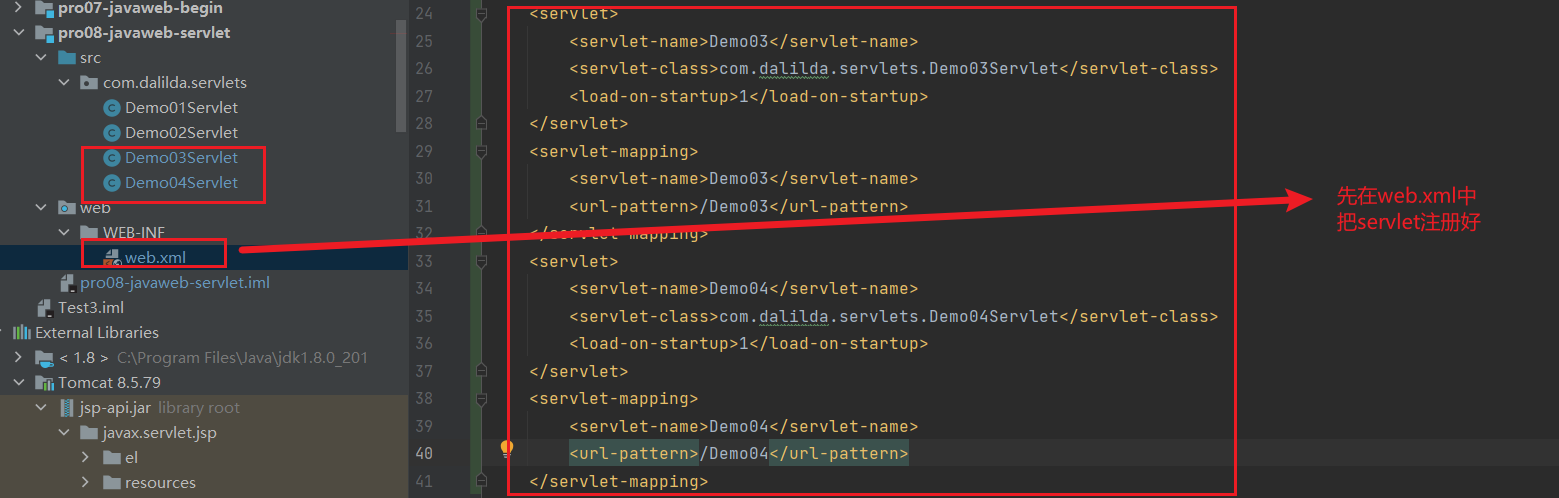 pro07-javaweb-begin
pro08-javaweb-servlet
src
com.dalilda.servlets
Demo01Servlet
Demo02Servlet
Demo03Servlet
Demo04Servlet
web
WEB-INF
web.xml
pro08-javaweb-servlet.iml
Test3.iml
External Libraries
< 1.8 > C:\Program Files\Java\jdk1.8.0_201
Tomcat 8.5.79
jsp-api.jar library root
javax.servlet.jsp
el
resources
24 <servlet>
25 <servlet-name>Demo03</servlet-name>
26 <servlet-class>com.dalilda.servlets.Demo03Servlet</servlet-class>
27 <load-on-startup>1</load-on-startup>
28 </servlet>
29 <servlet-mapping>
30 <servlet-name>Demo03</servlet-name>
31 <url-pattern>/Demo03</url-pattern>
32 </servlet-mapping>
33 <servlet>
34 <servlet-name>Demo04</servlet-name>
35 <servlet-class>com.dalilda.servlets.Demo04Servlet</servlet-class>
36 <load-on-startup>1</load-on-startup>
37 </servlet>
38 <servlet-mapping>
39 <servlet-name>Demo04</servlet-name>
40 <url-pattern>/Demo04</url-pattern>
41 </servlet-mapping>
先在web.xml中
把servlet注册好